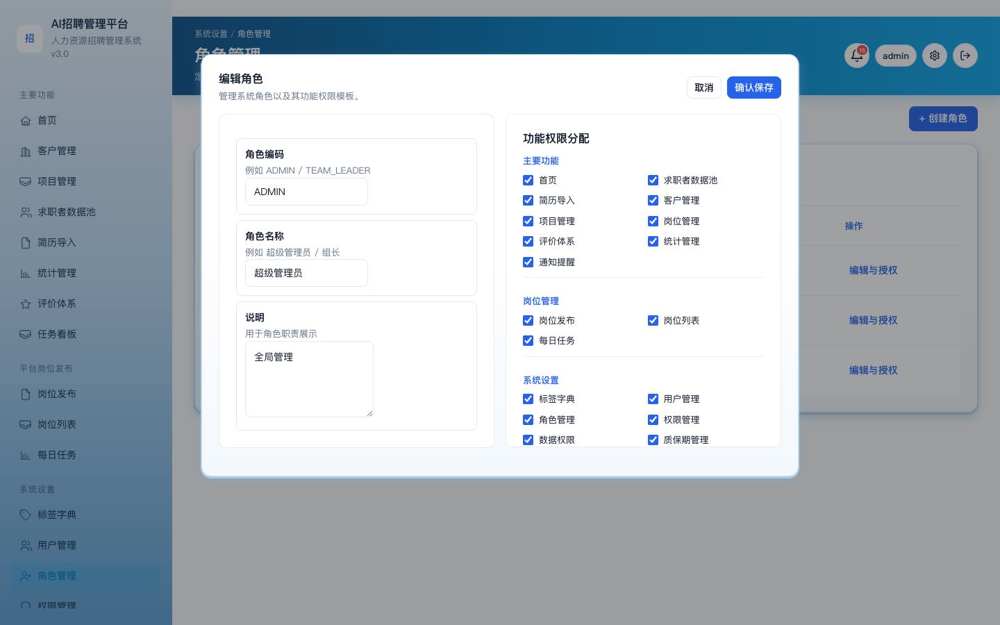 招
AI招聘管理平台
人力资源招聘管理系统
v3.0
主要功能
首页
客户管理
项目管理
求职者数据池
简历导入
统计管理
评价体系
任务看板
平台岗位发布
岗位发布
岗位列表
每日任务
系统设置
标签字典
用户管理
角色管理
权限管理
系统设置 / 角色管理
角色管理
定
15
admin
+ 创建角色
操作
编辑与授权
编辑与授权
编辑与授权
编辑角色
管理系统角色以及其功能权限模板。
取消
确认保存
角色编码
例如 ADMIN / TEAM_LEADER
ADMIN
角色名称
例如 超级管理员 / 组长
超级管理员
说明
用于角色职责展示
全局管理
功能权限分配
主要功能
首页
求职者数据池
简历导入
客户管理
项目管理
岗位管理
评价体系
统计管理
通知提醒
岗位管理
岗位发布
岗位列表
每日任务
系统设置
标签字典
用户管理
角色管理
权限管理
数据权限
质保期管理